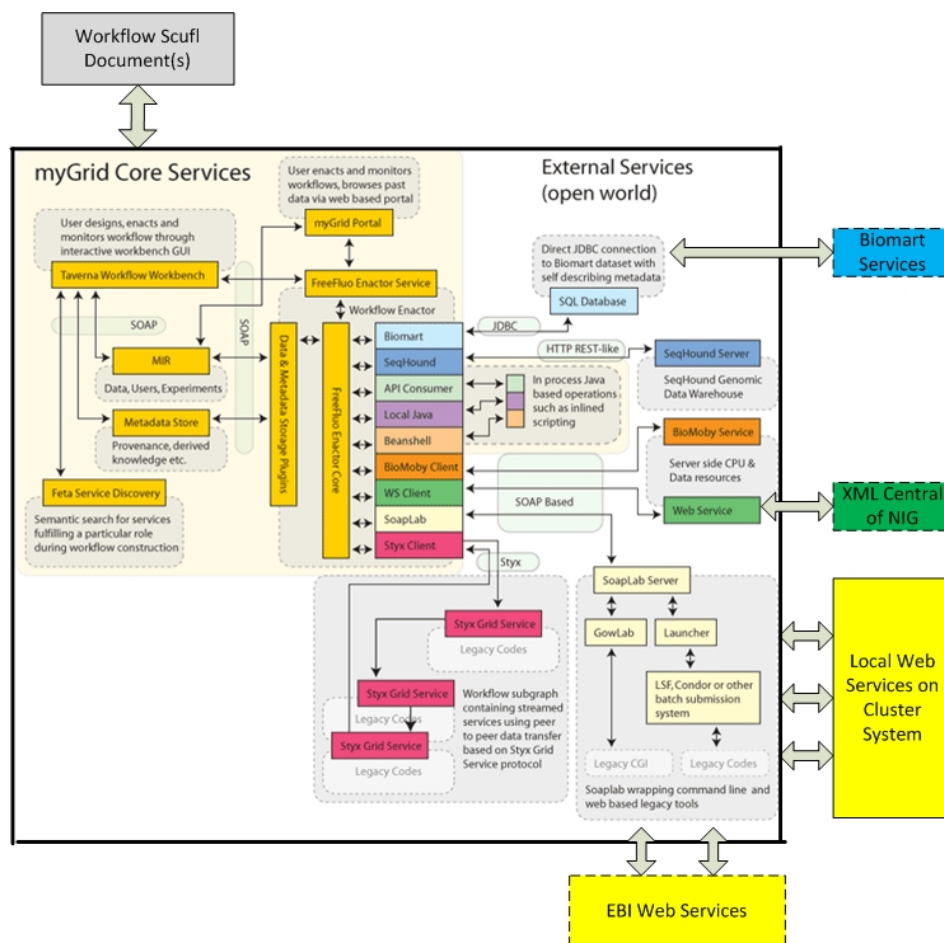 Workflow Scufl
Document(s)
myGrid Core Services
User enacts and monitors
workflows, browses past
data via web based portal
External Services
(open world)
User designs, enacts and
monitors workflow through
interactive workbench GUI
myGrid Portal
Direct JDBC connection
to Biomart dataset with
self describing metadata
Biomart
Services
Taverna Workflow Workbench
FreeFluo Enactor Service
SQL Database
Workflow Enactor
SOAP
SOAP
JDBC
Biomart
HTTP REST-like
MIR
SeqHound
SeqHound Server
Data, Users, Experiments
API Consumer
In process Java
based operations
such as inlined
scripting
SeqHound Genomic
Data Warehouse
Data & Metadata Storage Plugins
FreeFluo Enactor Core
Local Java
Metadata Store
Beanshell
BioMoby Service
Provenance, derived
knowledge etc.
BioMoby Client
Server side CPU &
Data resources
Feta Service Discovery
WS Client
SOAP Based
Web Service
XML Central
of NIG
Semantic search for services
fulfilling a particular role
during workflow construction
SoapLab
Styx Client
Styx
SoapLab Server
Styx Grid Service
GowLab
Launcher
Legacy Codes
Local Web
Services on
Cluster
System
Styx Grid Service
Legacy Codes
Workflow subgraph
containing streamed
services using peer
to peer data transfer
based on Styx Grid
Service protocol
LSF, Condor or other
batch submission
system
Styx Grid Service
Legacy Codes
Legacy CGI
Legacy Codes
Soaplab wrapping command line and
web based legacy tools
EBI Web Services